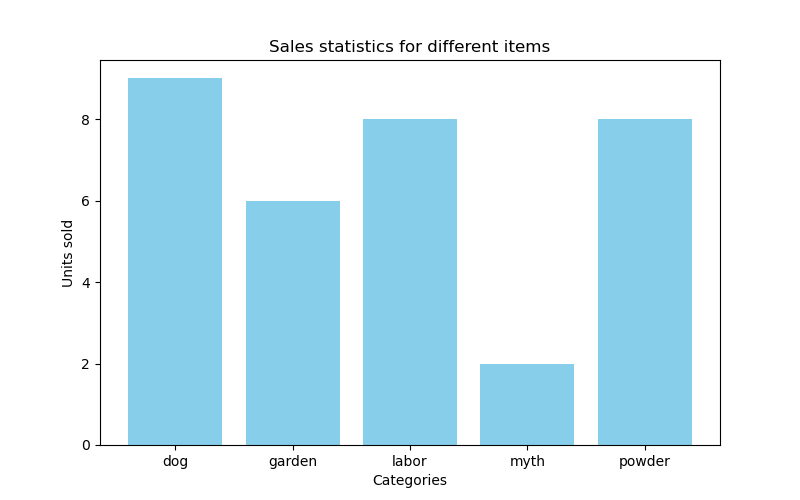 Sales statistics for different items
Units sold
8
6
4
2
0
dog garden labor myth powder
Categories